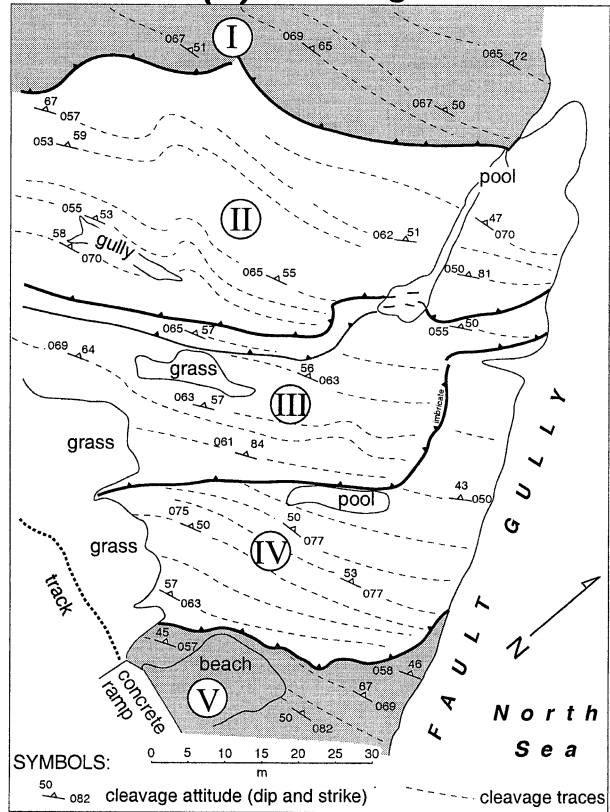 I
067 51
069 65
065 72
067 50
67 057
053 59
pool
II
055 53
gully
58 070
47 070
062 51
065 55
050 81
065 57
055 50
069 64
grass
56 063
063 57
III
imbricate
grass
061 84
43 050
pool
075 50
50 077
grass
IV
53 077
track
57 063
45 057
beach
058 46
67 069
V
50 082
concrete
ramp
FAULT GULLY
N
North
Sea
SYMBOLS:
0 5 10 15 20 25 30
m
50 082 cleavage attitude (dip and strike)
cleavage traces